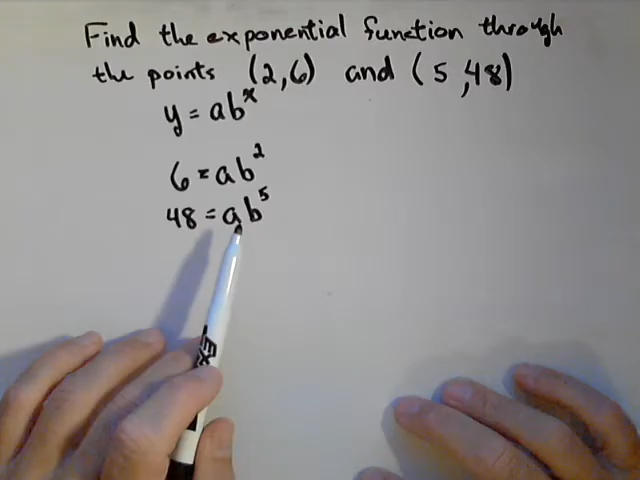 Find the exponential function through
the points (2,6) and (5,48)
y = ab^x
6 = ab^2
48 = ab^5
EX